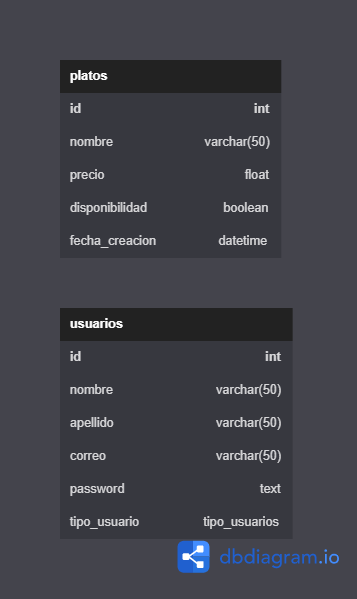 platos
id int
nombre varchar(50)
precio float
disponibilidad boolean
fecha_creacion datetime
usuarios
id int
nombre varchar(50)
apellido varchar(50)
correo varchar(50)
password text
tipo_usuario tipo_usuarios
dbdiagram.io